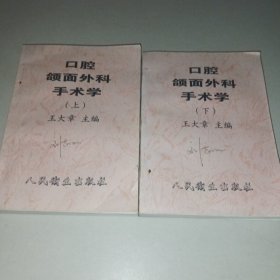 口腔
颌面外科
手术学
（上）
王大章 主编
人民卫生出版社
口腔
颌面外科
手术学
（下）
王大章 主编
人民卫生出版社